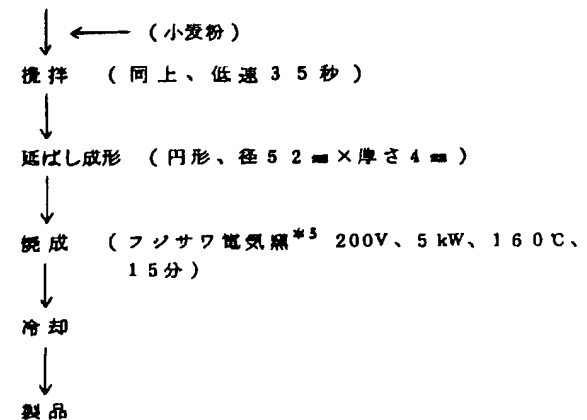 （小麦粉）
攪拌 （同上、低速35秒）
延ばし成形 （円形、径52㎜×厚さ4㎜）
焼成 （フジサワ電気窯*3 200V、5kW、160℃、
15分）
冷却
製品